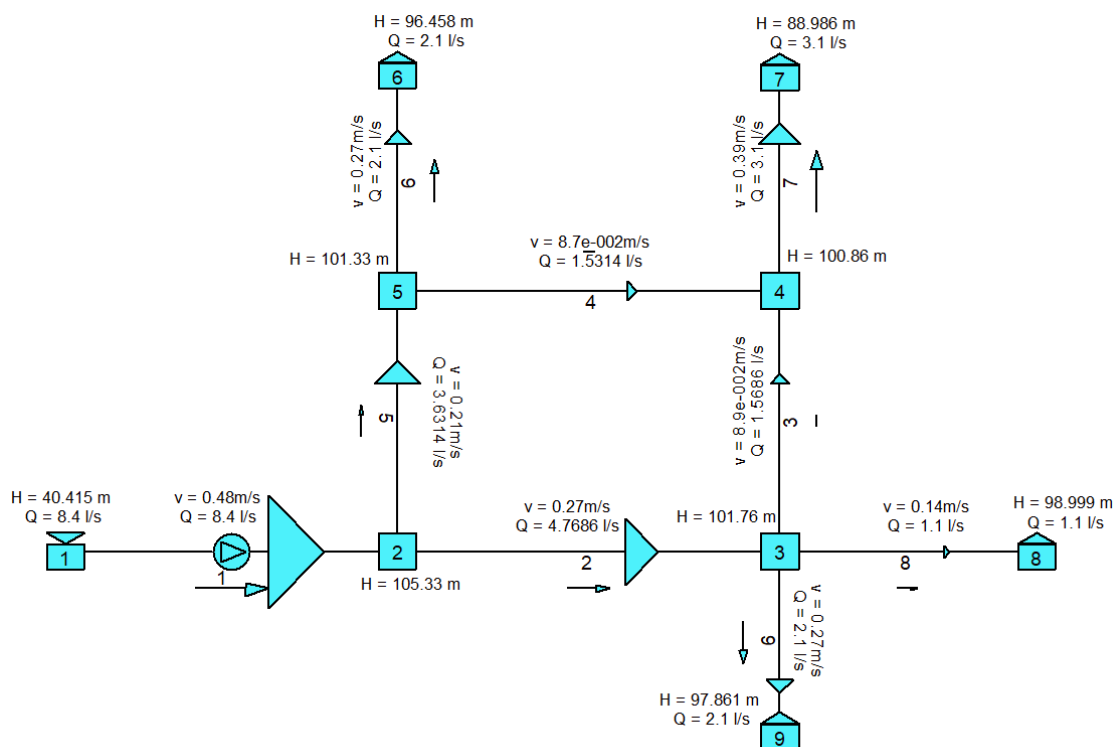 H = 96.458 m
Q = 2.1 l/s
6
H = 88.986 m
Q = 3.1 l/s
7
v = 0.27m/s
Q = 2.1 l/s
9
v = 0.39m/s
Q = 3.1 l/s
7
v = 8.7e-002m/s
Q = 1.5314 l/s
H = 101.33 m
5
4
4
H = 100.86 m
v = 0.21m/s
Q = 3.6314 l/s
5
v = 8.9e-002m/s
Q = 1.5686 l/s
3
H = 40.415 m
Q = 8.4 l/s
1
v = 0.48m/s
Q = 8.4 l/s
1
2
H = 105.33 m
v = 0.27m/s
Q = 4.7686 l/s
2
H = 101.76 m
3
v = 0.14m/s
Q = 1.1 l/s
8
H = 98.999 m
Q = 1.1 l/s
8
v = 0.27m/s
Q = 2.1 l/s
6
H = 97.861 m
Q = 2.1 l/s
9